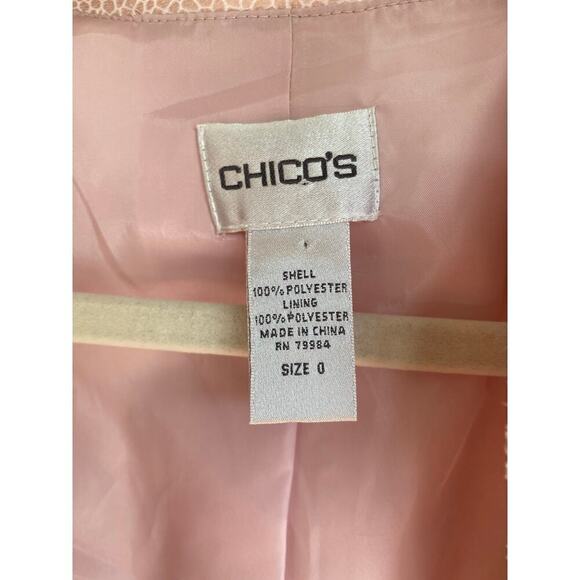 CHICO'S
SHELL
100% POLYESTER
LINING
100% POLYESTER
MADE IN CHINA
RN 79984
SIZE 0